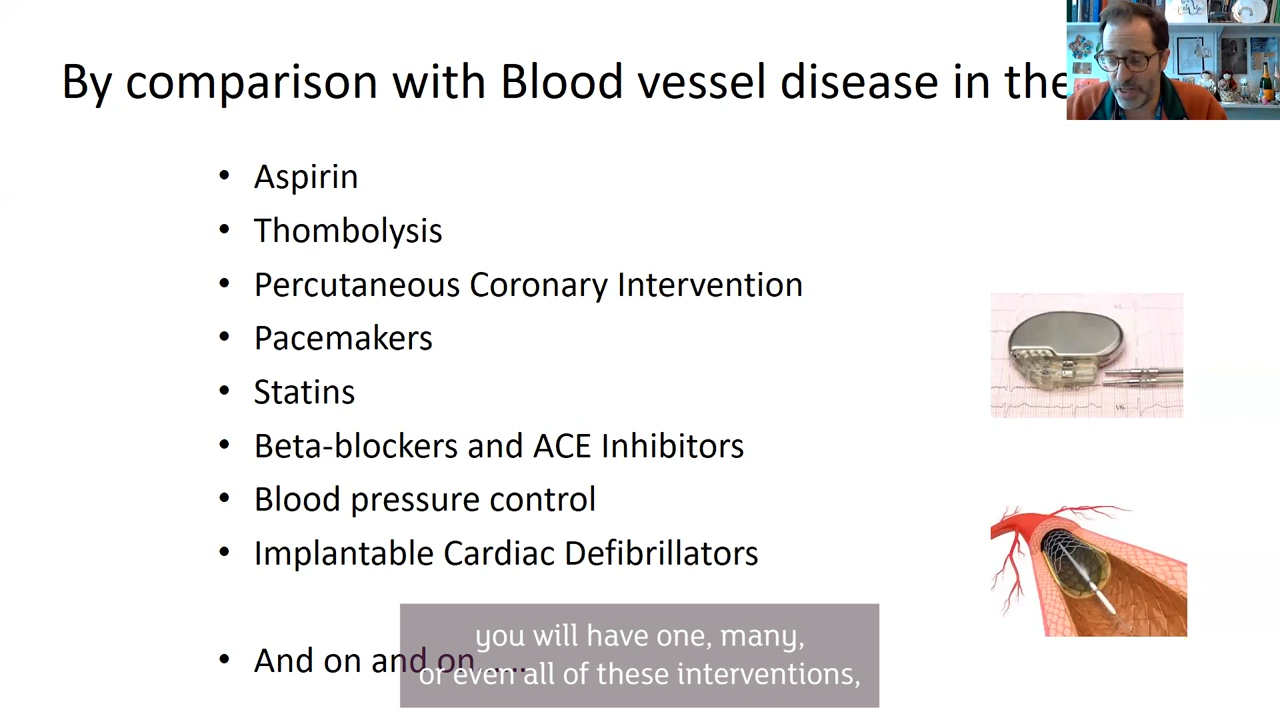 By comparison with Blood vessel disease in the
• Aspirin
• Thombolysis
• Percutaneous Coronary Intervention
• Pacemakers
• Statins
• Beta-blockers and ACE Inhibitors
• Blood pressure control
• Implantable Cardiac Defibrillators
• And on and on.....
you will have one, many,
or even all of these interventions,